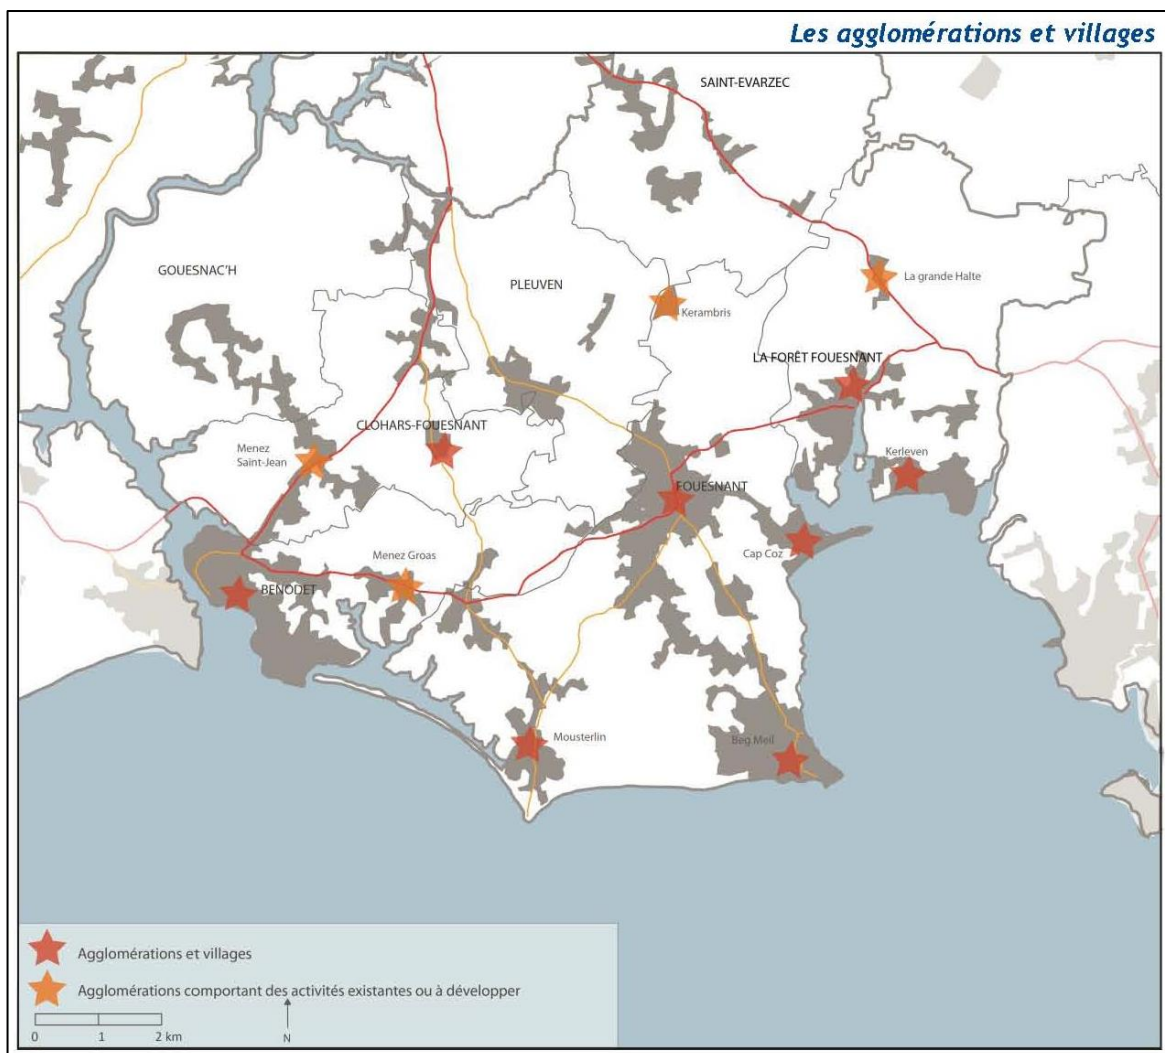 Les agglomérations et villages
SAINT-EVARZEC
GOUESNAC'H
PLEUVEN
La grande Halte
Kerambris
LA FORÊT FOUESNANT
CLOHARS-FOUESNANT
Menez
Saint-Jean
Kerleven
FOUESNANT
Cap Coz
Menez Groas
BENODET
Mousterlin
Beg Meil
Agglomérations et villages
Agglomérations comportant des activités existantes ou à développer
0 1 2 km
N